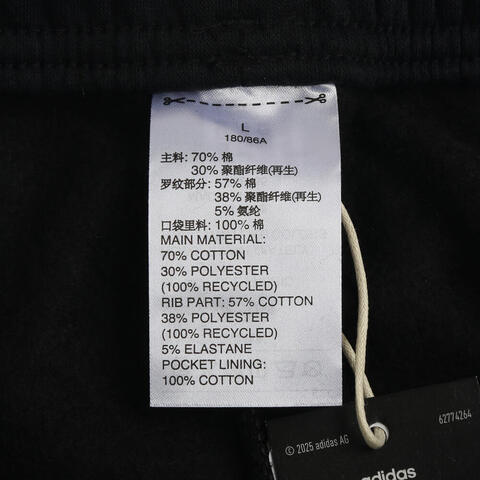 L
180/86A
主料: 70% 棉
30% 聚酯纤维(再生)
罗纹部分: 57% 棉
38% 聚酯纤维(再生)
5% 氨纶
口袋里料: 100% 棉
MAIN MATERIAL:
70% COTTON
30% POLYESTER
(100% RECYCLED)
RIB PART: 57% COTTON
38% POLYESTER
(100% RECYCLED)
5% ELASTANE
POCKET LINING:
100% COTTON
62774264
© 2025 adidas AG
adidas